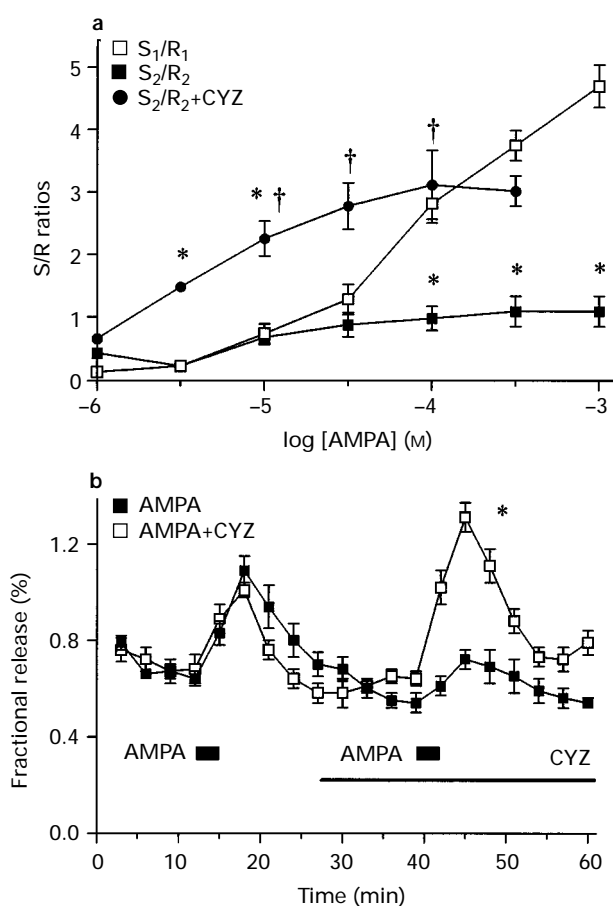 a
S₁/R₁
S₂/R₂
S₂/R₂+CYZ
5
4
3
2
1
0
S/R ratios
* * † † †
* * *
−6 −5 −4 −3
log [AMPA] (M)
b
AMPA
AMPA+CYZ
*
1.2
0.8
0.4
0.0
Fractional release (%)
AMPA AMPA CYZ
0 10 20 30 40 50 60
Time (min)